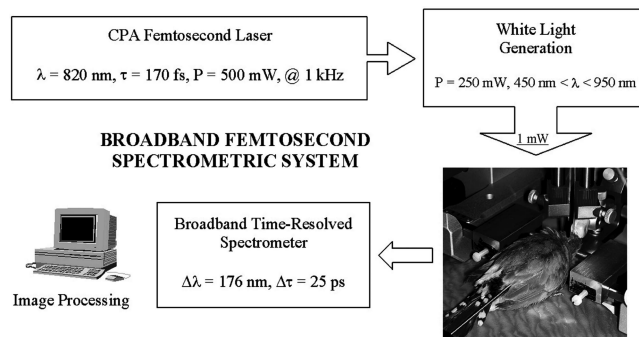 CPA Femtosecond Laser
λ = 820 nm, τ = 170 fs, P = 500 mW, @ 1 kHz
White Light
Generation
P = 250 mW, 450 nm < λ < 950 nm
1 mW
BROADBAND FEMTOSECOND
SPECTROMETRIC SYSTEM
Broadband Time-Resolved
Spectrometer
Δλ = 176 nm, Δτ = 25 ps
Image Processing